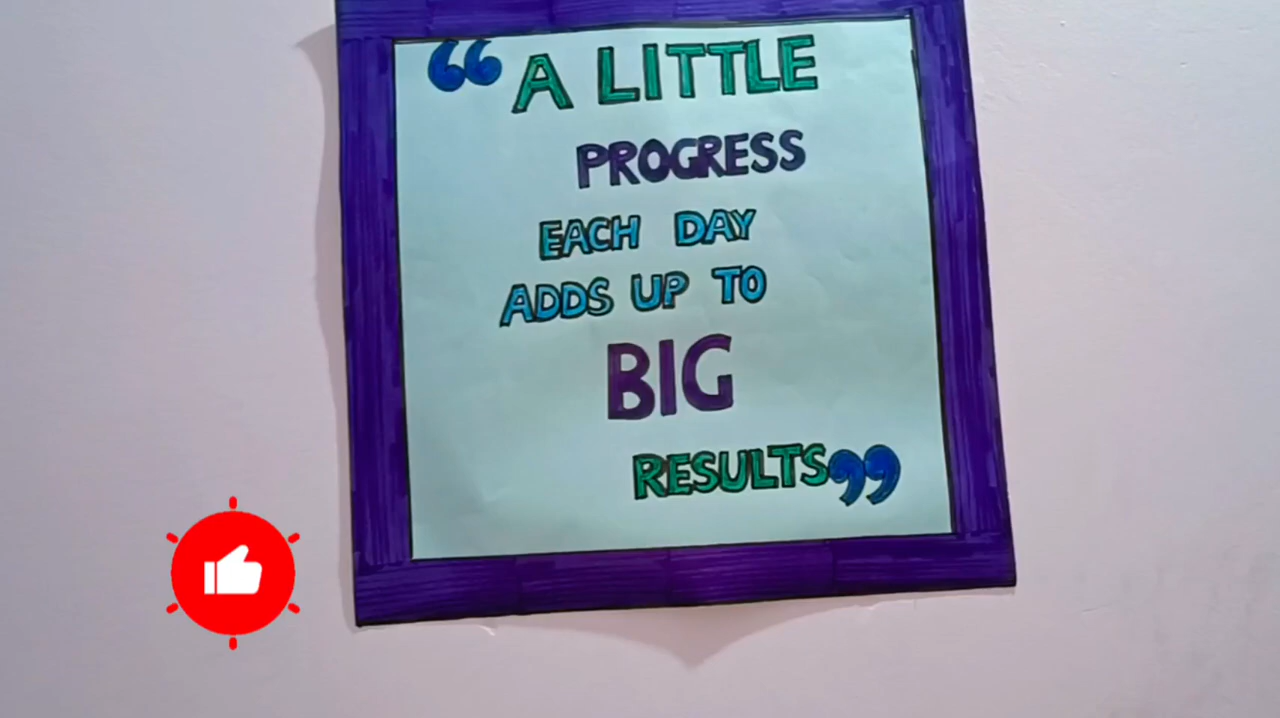 “A LITTLE
PROGRESS
EACH DAY
ADDS UP TO
BIG
RESULTS”